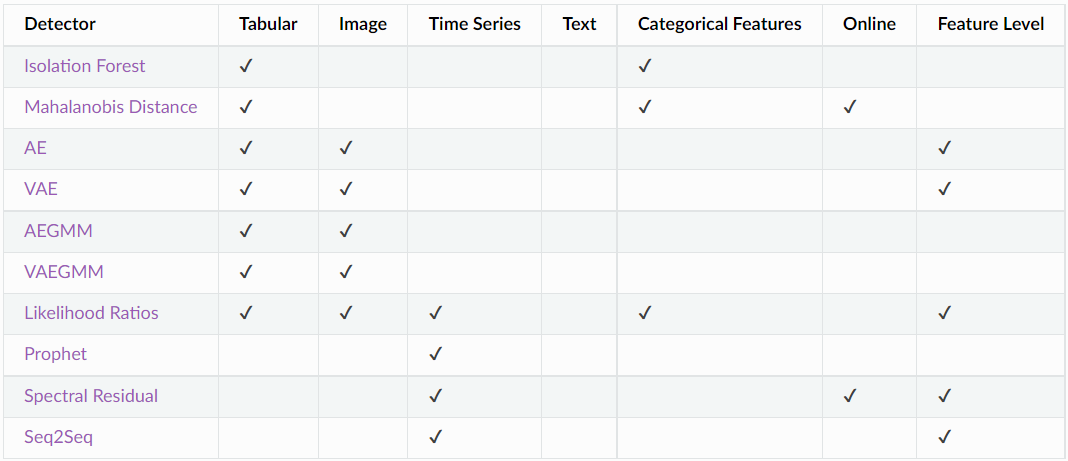 Detector Tabular Image Time Series Text Categorical Features Online Feature Level
Isolation Forest ✓ ✓
Mahalanobis Distance ✓ ✓ ✓
AE ✓ ✓ ✓
VAE ✓ ✓ ✓
AEGMM ✓ ✓
VAEGMM ✓ ✓
Likelihood Ratios ✓ ✓ ✓ ✓ ✓
Prophet ✓
Spectral Residual ✓ ✓ ✓
Seq2Seq ✓ ✓